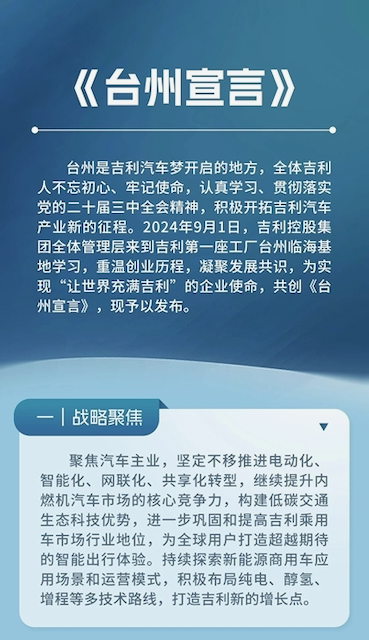 《台州宣言》
台州是吉利汽车梦开启的地方，全体吉利
人不忘初心、牢记使命，认真学习、贯彻落实
党的二十届三中全会精神，积极开拓吉利汽车
产业新的征程。2024年9月1日，吉利控股集
团全体管理层来到吉利第一座工厂台州临海基
地学习，重温创业历程，凝聚发展共识，为实
现“让世界充满吉利”的企业使命，共创《台
州宣言》，现予以发布。
一｜战略聚焦
聚焦汽车主业，坚定不移推进电动化、
智能化、网联化、共享化转型，继续提升内
燃机汽车市场的核心竞争力，构建低碳交通
生态科技优势，进一步巩固和提高吉利乘用
车市场行业地位，为全球用户打造超越期待
的智能出行体验。持续探索新能源商用车应
用场景和运营模式，积极布局纯电、醇氢、
增程等多技术路线，打造吉利新的增长点。